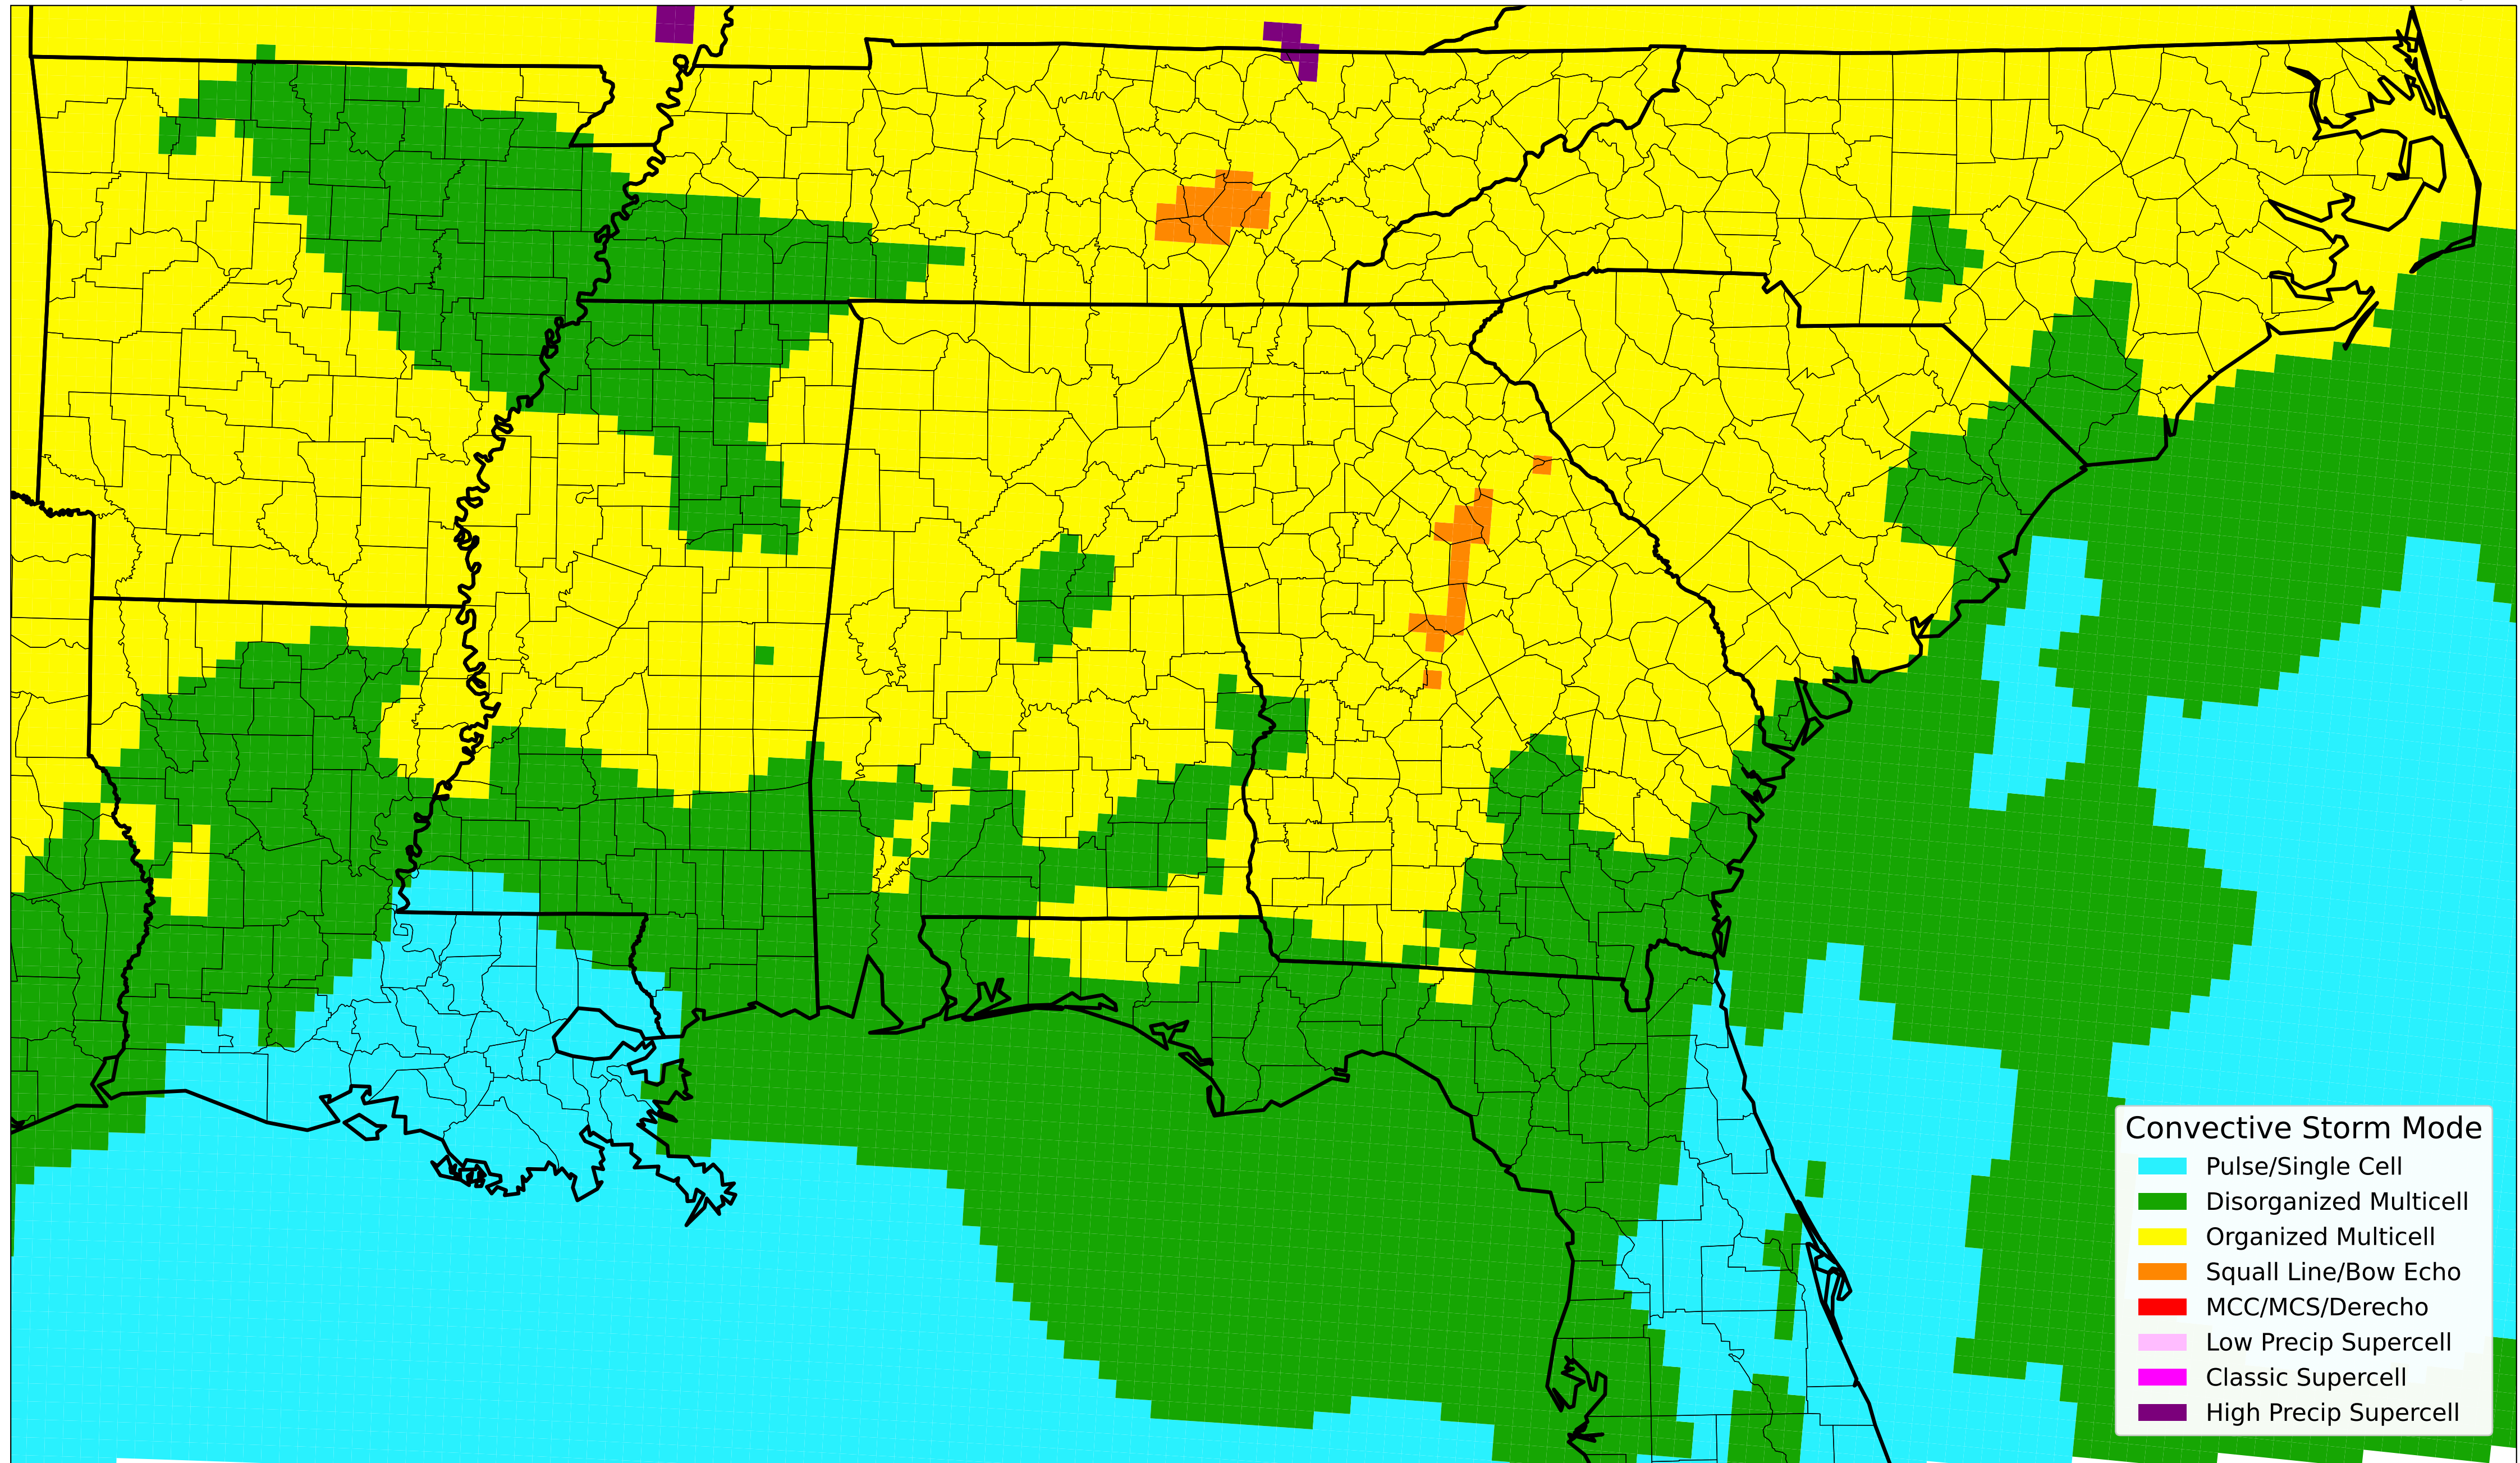 Convective Storm Mode
Pulse/Single Cell
Disorganized Multicell
Organized Multicell
Squall Line/Bow Echo
MCC/MCS/Derecho
Low Precip Supercell
Classic Supercell
High Precip Supercell